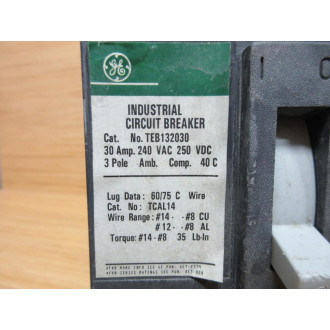 GE
I O
INDUSTRIAL
CIRCUIT BREAKER
Cat. No. TEB132030
30 Amp. 240 VAC 250 VDC
3 Pole Amb. Comp. 40 C
Lug Data: 60/75 C Wire
Cat. No: TCAL14
Wire Range: #14- -#8 CU
#12- -#8 AL
Torque: #14-#8 35 Lb-In